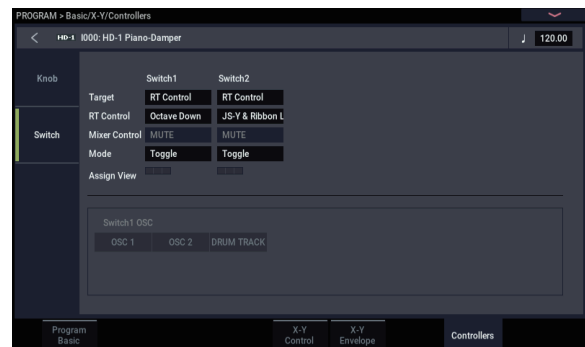 PROGRAM > Basic/X-Y/Controllers
HD-1 I000: HD-1 Piano-Damper
♩ 120.00
Knob
Switch
Switch1 Switch2
Target RT Control RT Control
RT Control Octave Down JS-Y & Ribbon L
Mixer Control MUTE MUTE
Mode Toggle Toggle
Assign View
Switch1 OSC
OSC 1 OSC 2 DRUM TRACK
Program
Basic
X-Y
Control
X-Y
Envelope
Controllers